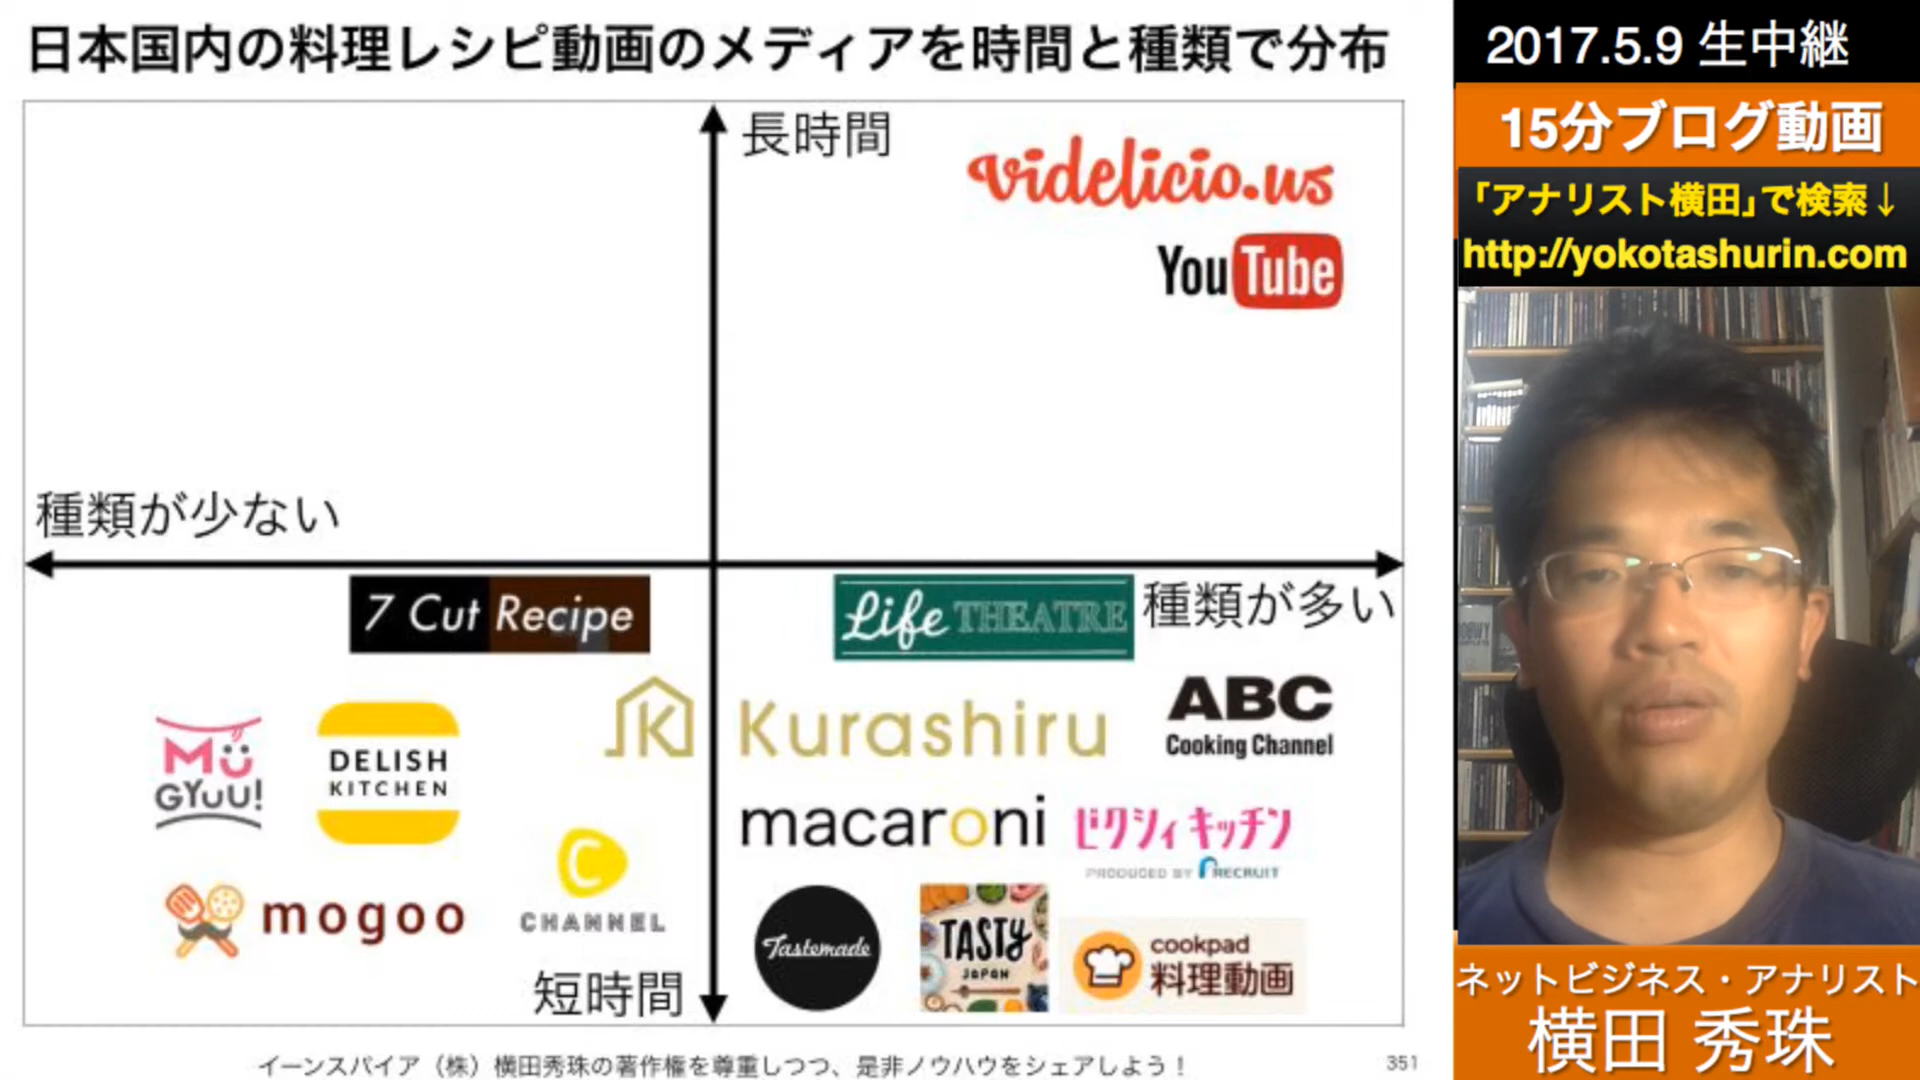 日本国内の料理レシピ動画のメディアを時間と種類で分布
長時間
videlicio.us
YouTube
種類が少ない
種類が多い
7 Cut Recipe
Life THEATRE
MÜ
GYUU!
DELISH
KITCHEN
K Kurashiru
ABC
Cooking Channel
macaroni
ビクシィ キッチン
PRODUCED BY RECRUIT
mogoo
C
CHANNEL
Tastemade
TASTY
JAPAN
cookpad
料理動画
短時間
イーンスパイア（株）横田秀珠の著作権を尊重しつつ、是非ノウハウをシェアしよう！
351
2017.5.9 生中継
15分ブログ動画
「アナリスト横田」で検索↓
http://yokotashurin.com
ネットビジネス・アナリスト
横田 秀珠